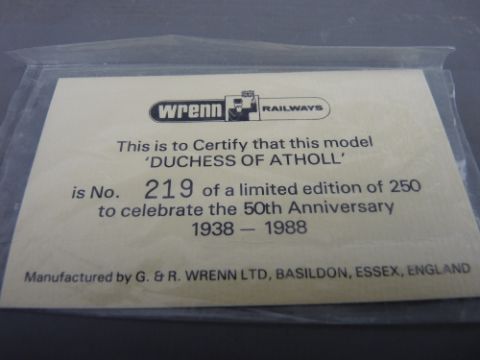 wrenn RAILWAYS
This is to Certify that this model
'DUCHESS OF ATHOLL'
is No. 219 of a limited edition of 250
to celebrate the 50th Anniversary
1938 — 1988
Manufactured by G. & R. WRENN LTD, BASILDON, ESSEX, ENGLAND